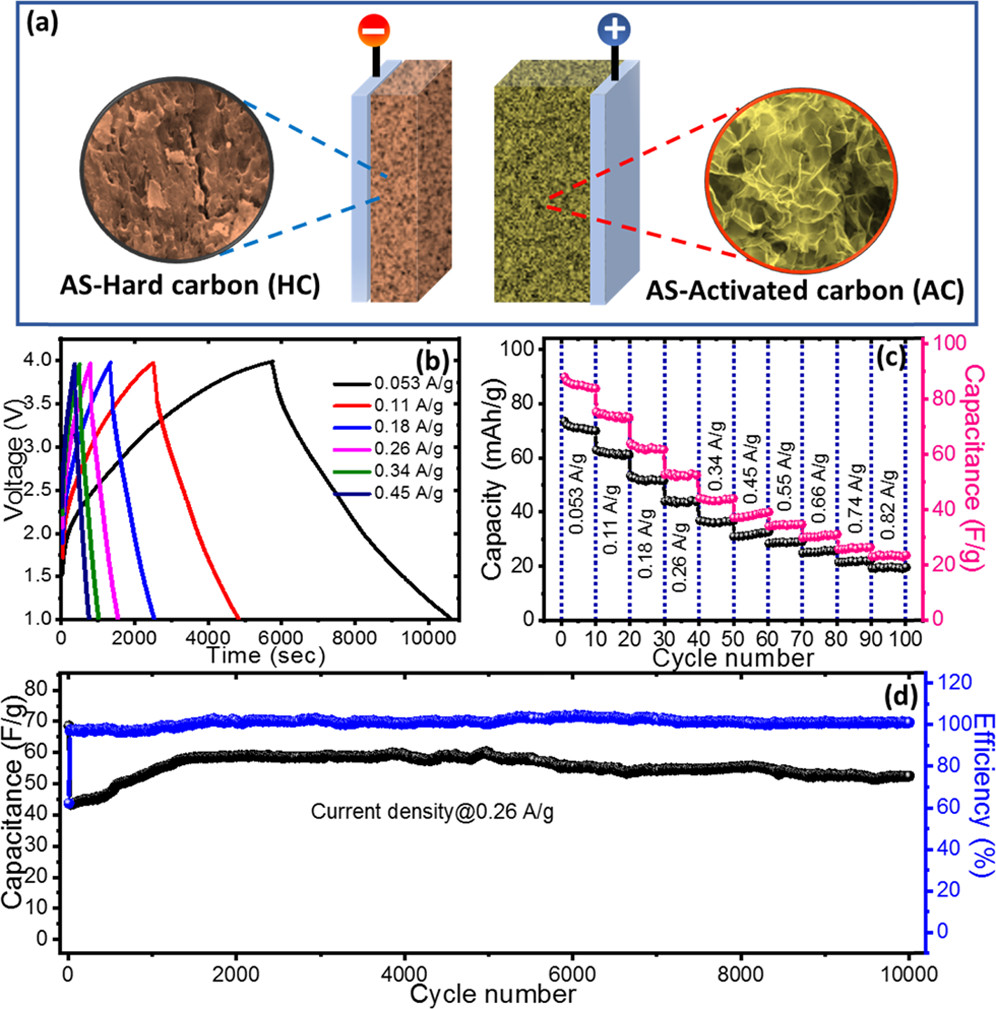 (a)
−
+
AS-Hard carbon (HC)
AS-Activated carbon (AC)
(b)
4.0
3.5
3.0
2.5
2.0
1.5
1.0
Voltage (V)
0.053 A/g
0.11 A/g
0.18 A/g
0.26 A/g
0.34 A/g
0.45 A/g
0 2000 4000 6000 8000 10000
Time (sec)
(c)
100
80
60
40
20
0
Capacity (mAh/g)
0.053 A/g
0.11 A/g
0.18 A/g
0.26 A/g
0.34 A/g
0.45 A/g
0.55 A/g
0.66 A/g
0.74 A/g
0.82 A/g
100
80
60
40
20
0
Capacitance (F/g)
0 10 20 30 40 50 60 70 80 90 100
Cycle number
(d)
80
70
60
50
40
30
20
10
0
Capacitance (F/g)
Current density@0.26 A/g
120
100
80
60
40
20
0
Efficiency (%)
0 2000 4000 6000 8000 10000
Cycle number